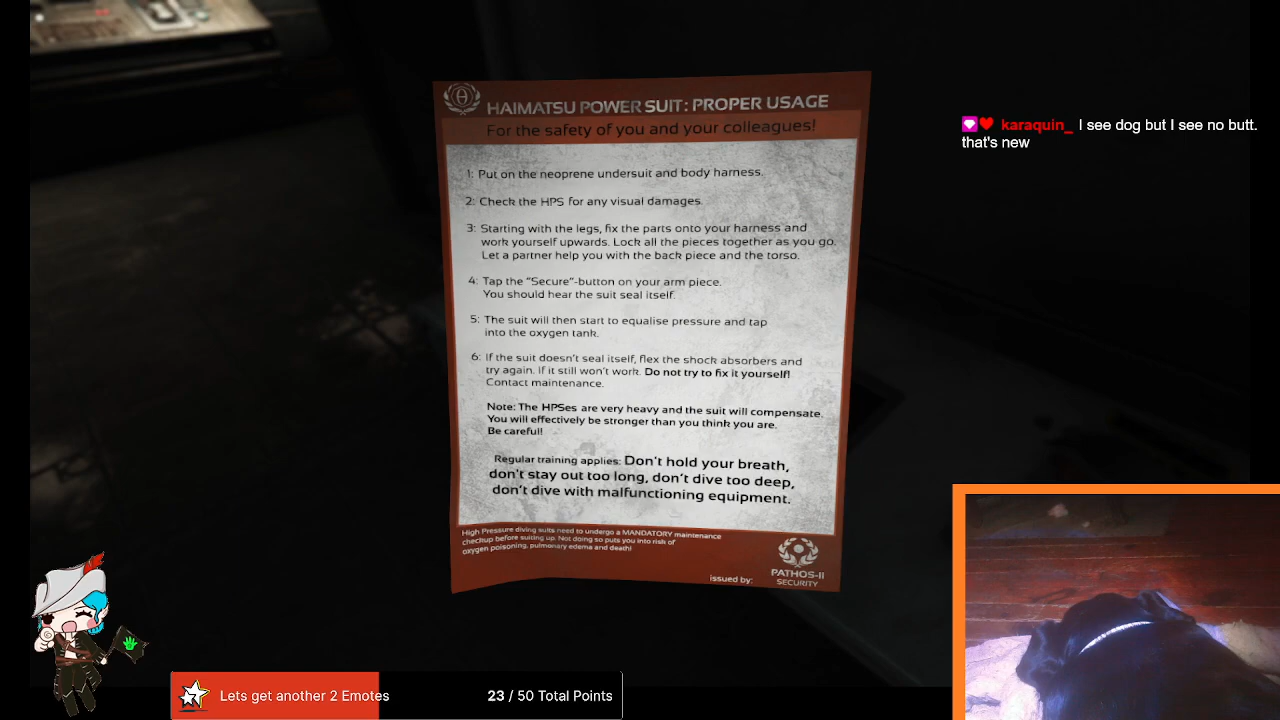 HAIMATSU POWER SUIT: PROPER USAGE
For the safety of you and your colleagues!
1: Put on the neoprene undersuit and body harness.
2: Check the HPS for any visual damages.
3: Starting with the legs, fix the parts onto your harness and
work yourself upwards. Lock all the pieces together as you go.
Let a partner help you with the back piece and the torso.
4: Tap the "Secure"-button on your arm piece.
You should hear the suit seal itself.
5: The suit will then start to equalise pressure and tap
into the oxygen tank.
6: If the suit doesn't seal itself, flex the shock absorbers and
try again. If it still won't work. Do not try to fix it yourself!
Contact maintenance.
Note: The HPSes are very heavy and the suit will compensate.
You will effectively be stronger than you think you are.
Be careful!
Regular training applies: Don't hold your breath,
don't stay out too long, don't dive too deep,
don't dive with malfunctioning equipment.
High Pressure diving suits need to undergo a MANDATORY maintenance
checkup before suiting up. Not doing so puts you into risk of
oxygen poisoning, pulmonary edema and death!
issued by:
PATHOS-II
SECURITY
karaquin_ I see dog but I see no butt.
that's new
Lets get another 2 Emotes 23 / 50 Total Points